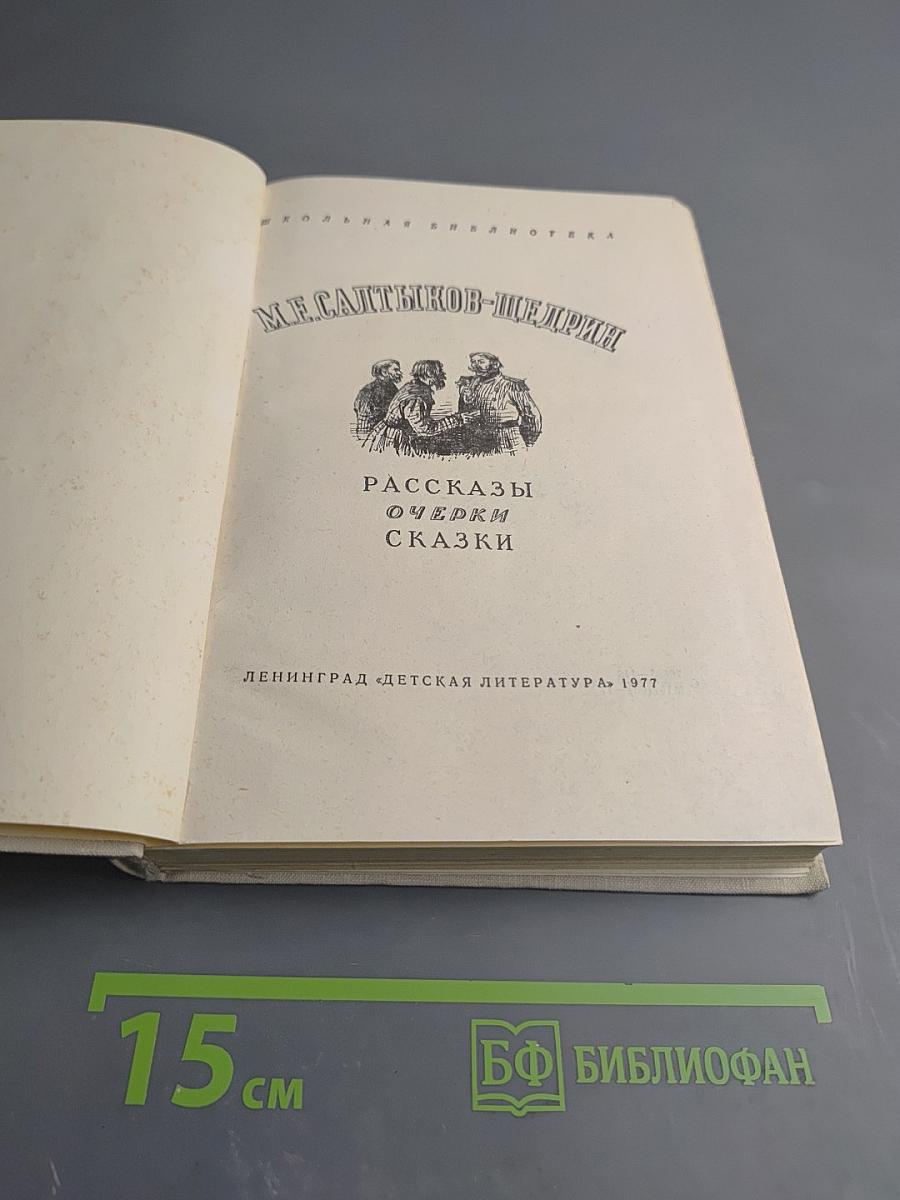 ШКОЛЬНАЯ БИБЛИОТЕКА
М.Е.САЛТЫКОВ-ЩЕДРИН
РАССКАЗЫ
ОЧЕРКИ
СКАЗКИ
ЛЕНИНГРАД «ДЕТСКАЯ ЛИТЕРАТУРА» 1977
15 см
БФ БИБЛИОФАН